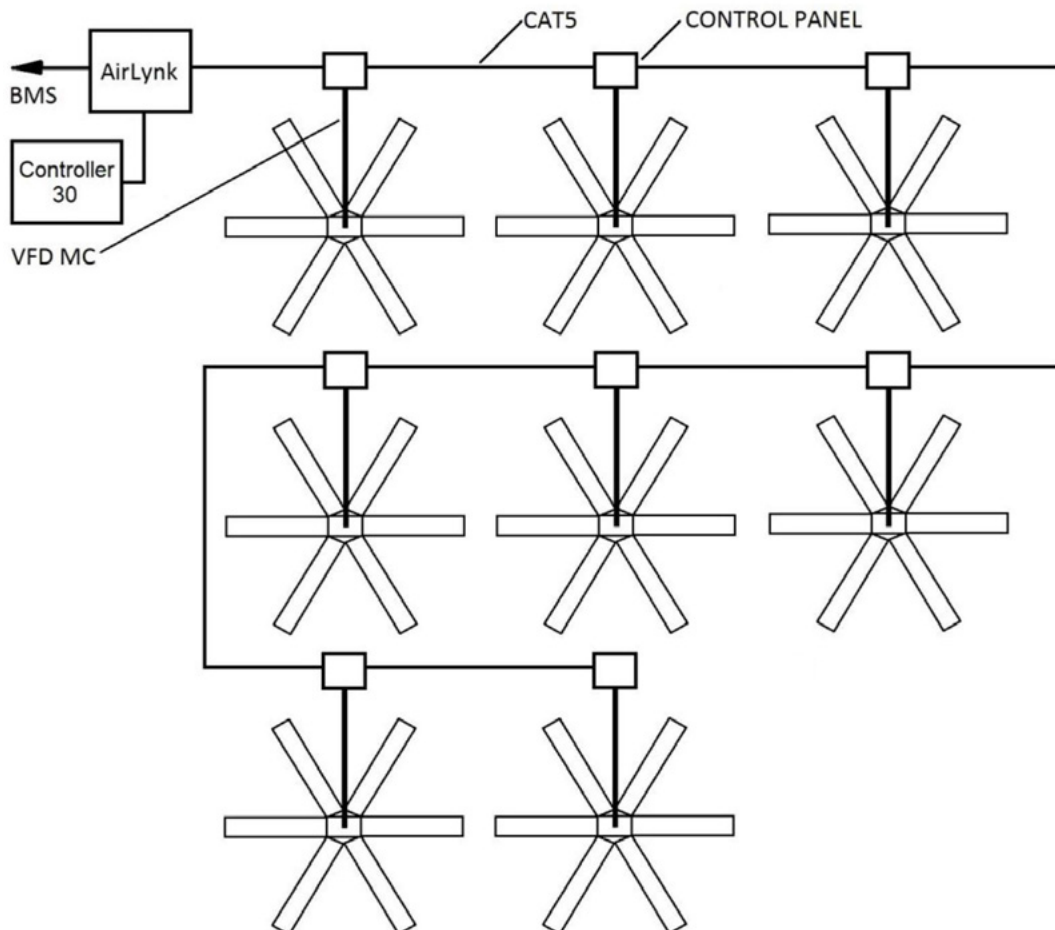 CAT5
CONTROL PANEL
AirLynk
BMS
Controller
30
VFD MC